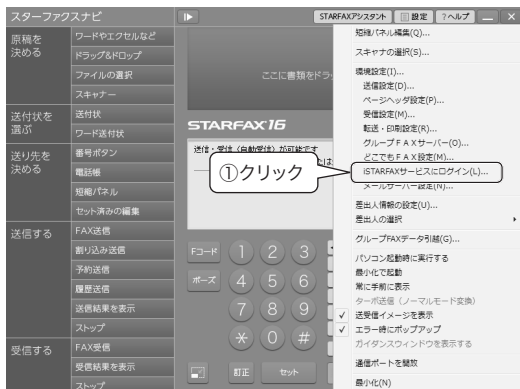 スターファクスナビ
STARFAXアシスタント 設定 ?ヘルプ
原稿を
決める
ワードやエクセルなど
ドラッグ&ドロップ
ファイルの選択
スキャナー
送付状を
選ぶ
送付状
ワード送付状
送り先を
決める
番号ボタン
電話帳
短縮パネル
セット済みの編集
送信する
FAX送信
割り込み送信
予約送信
履歴送信
送信結果を表示
ストップ
受信する
FAX受信
受信結果を表示
ストップ
ここに書類をドラッ
STARFAX16
送信・受信(自動受信)が可能です
①クリック
Fコード 1 2 3
ポーズ 4 5 6
7 8 9
* 0 #
訂正 セット
短縮パネル編集(Q)...
スキャナの選択(S)...
環境設定(I)...
送信設定(D)...
ページヘッダ設定(P)...
受信設定(M)...
転送・印刷設定(R)...
グループFAXサーバー(O)...
どこでもFAX設定(M)...
iSTARFAXサービスにログイン(L)...
メールサーバー設定(N)...
差出人情報の設定(U)...
差出人の選択
グループFAXデータ引越(G)...
パソコン起動時に実行する
最小化で起動
常に手前に表示
ターボ送信(ノーマルモード変換)
✓ 送受信イメージを表示
✓ エラー時にポップアップ
ガイダンスウィンドウを表示する
通信ポートを開放
最小化(N)